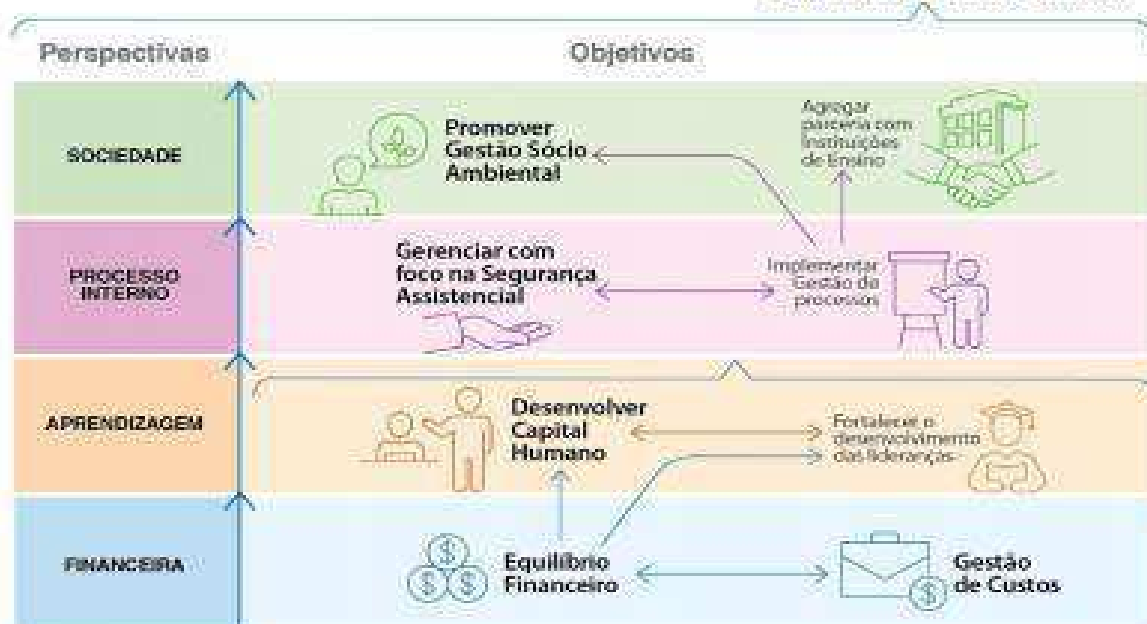 Perspectivas
Objetivos
SOCIEDADE
Promover
Gestão Sócio
Ambiental
Agregar
parceria com
Instituições
de Ensino
PROCESSO
INTERNO
Gerenciar com
foco na Segurança
Assistencial
Implementar
Gestão de
processos
APRENDIZAGEM
Desenvolver
Capital
Humano
Fortalecer o
desenvolvimento
das lideranças
FINANCEIRA
Equilíbrio
Financeiro
Gestão
de Custos